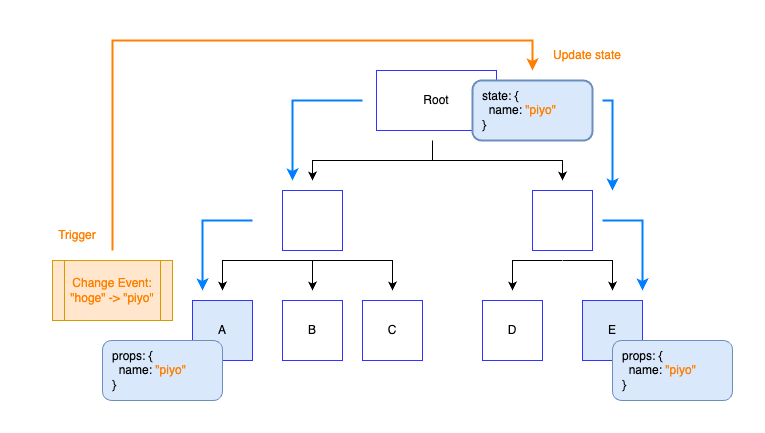 Update state
Root
state: {
name: "piyo"
}
Trigger
Change Event:
"hoge" -> "piyo"
A
B
C
D
E
props: {
name: "piyo"
}
props: {
name: "piyo"
}